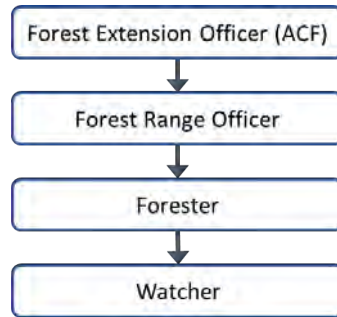 Forest Extension Officer (ACF)
Forest Range Officer
Forester
Watcher